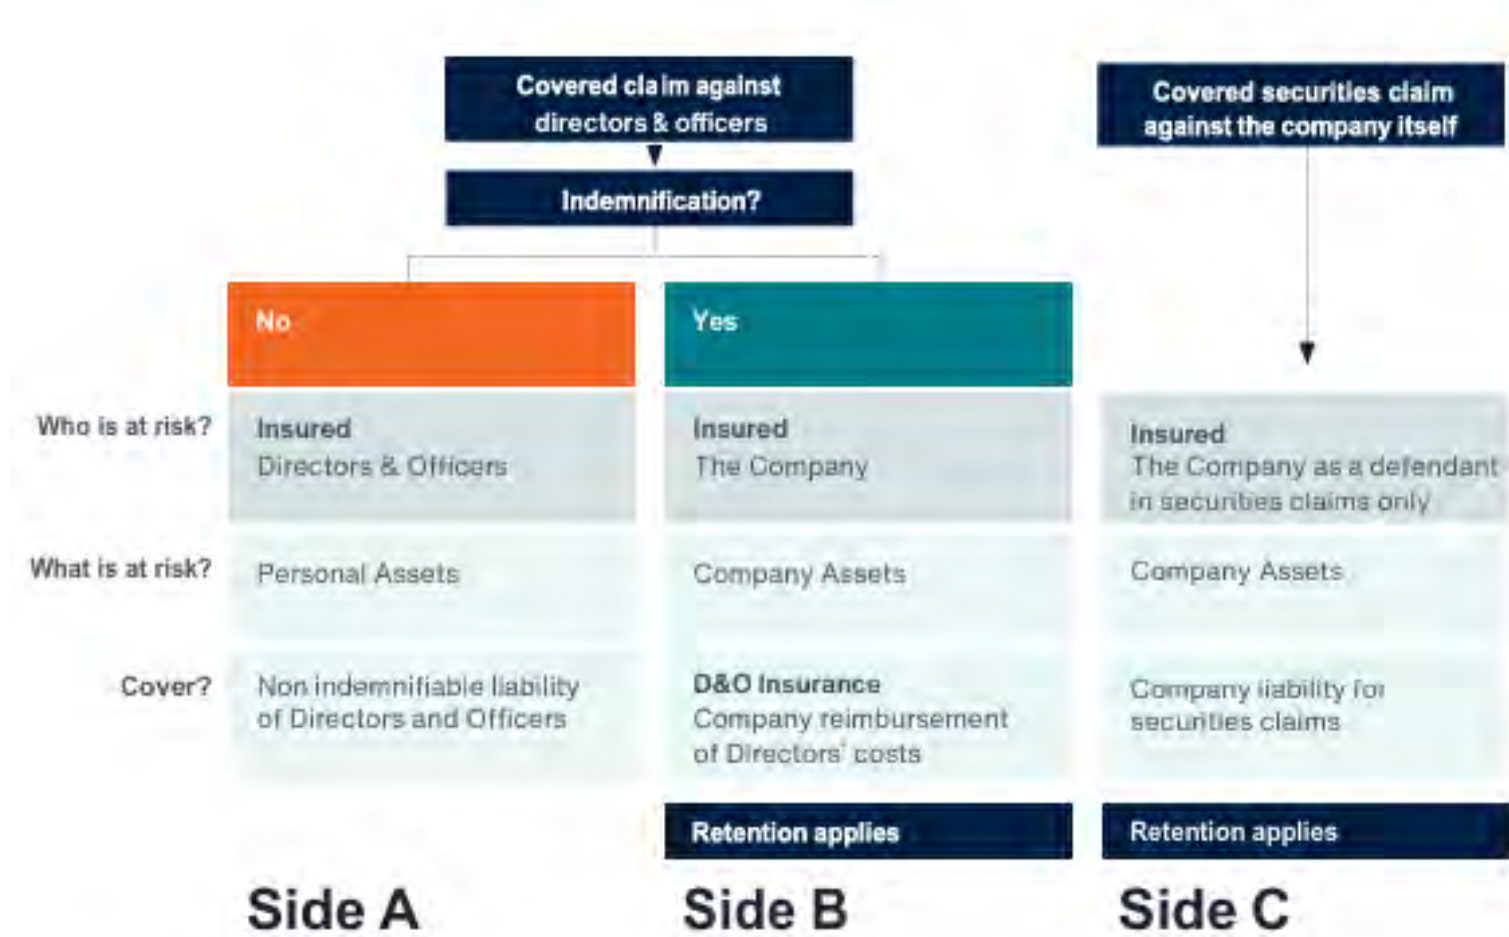 Covered claim against
directors & officers
Covered securities claim
against the company itself
Indemnification?
No
Yes
Who is at risk?
Insured
Directors & Officers
Insured
The Company
Insured
The Company as a defendant
in securities claims only
What is at risk?
Personal Assets
Company Assets
Company Assets
Cover?
Non indemnifiable liability
of Directors and Officers
D&O Insurance
Company reimbursement
of Directors' costs
Company liability for
securities claims
Retention applies
Retention applies
Side A
Side B
Side C